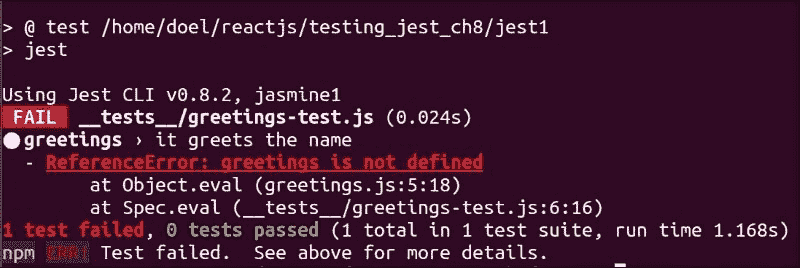 > @ test /home/doel/reactjs/testing_jest_ch8/jest1
> jest
Using Jest CLI v0.8.2, jasmine1
FAIL __tests__/greetings-test.js (0.024s)
greetings › it greets the name
- ReferenceError: greetings is not defined
at Object.eval (greetings.js:5:18)
at Spec.eval (__tests__/greetings-test.js:6:16)
1 test failed, 0 tests passed (1 total in 1 test suite, run time 1.168s)
npm ERR! Test failed. See above for more details.